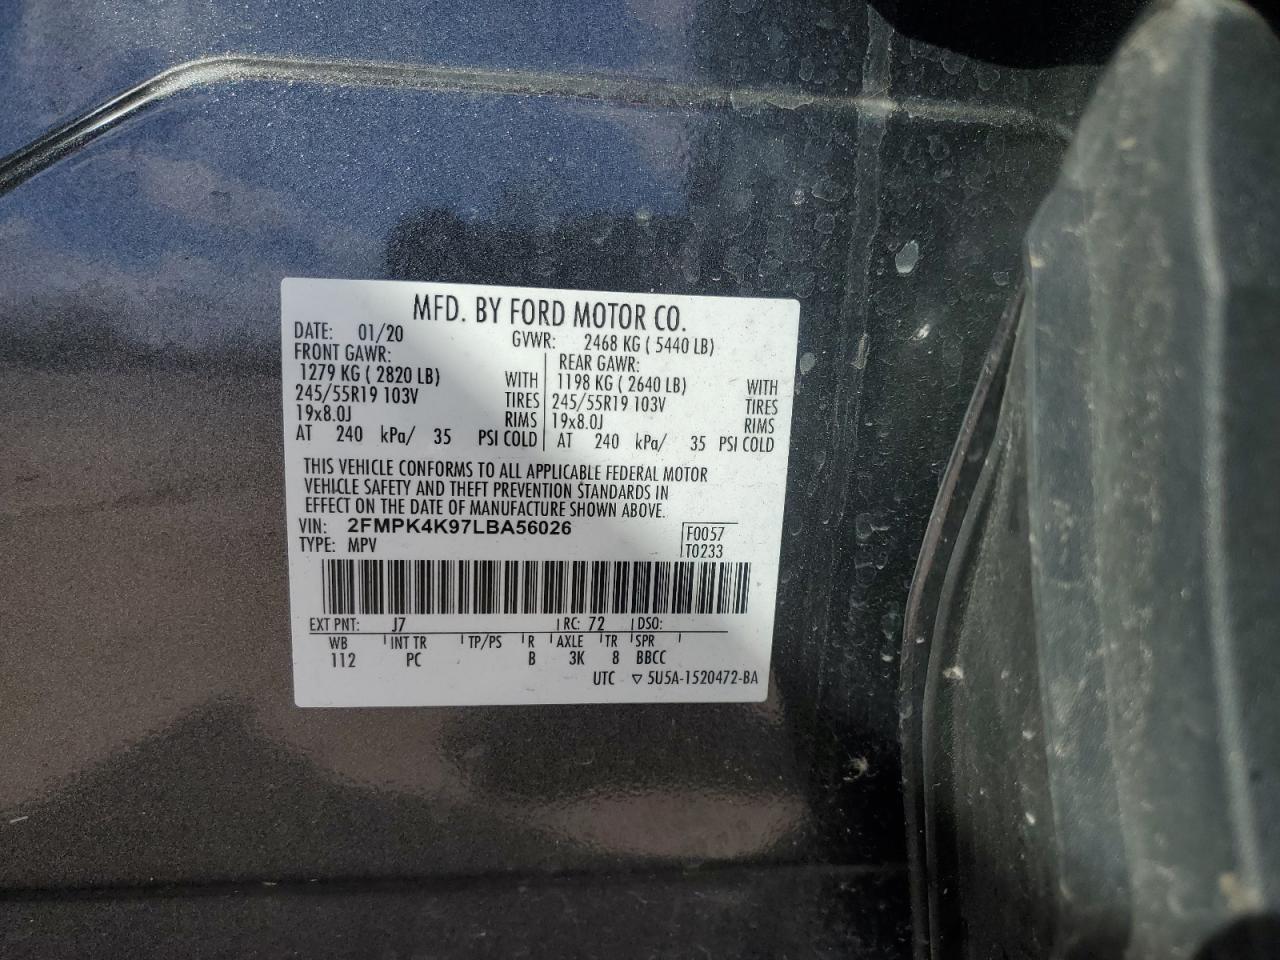 MFD. BY FORD MOTOR CO.
DATE: 01/20 GVWR: 2468 KG ( 5440 LB)
FRONT GAWR: REAR GAWR:
1279 KG ( 2820 LB) WITH 1198 KG ( 2640 LB) WITH
245/55R19 103V TIRES 245/55R19 103V TIRES
19x8.0J RIMS 19x8.0J RIMS
AT 240 kPa/ 35 PSI COLD AT 240 kPa/ 35 PSI COLD
THIS VEHICLE CONFORMS TO ALL APPLICABLE FEDERAL MOTOR
VEHICLE SAFETY AND THEFT PREVENTION STANDARDS IN
EFFECT ON THE DATE OF MANUFACTURE SHOWN ABOVE.
VIN: 2FMPK4K97LBA56026 F0057
TYPE: MPV T0233
EXT PNT: J7 RC: 72 DSO:
WB INT TR TP/PS R AXLE TR SPR
112 PC B 3K 8 BBCC
UTC ▽ 5U5A-1520472-BA